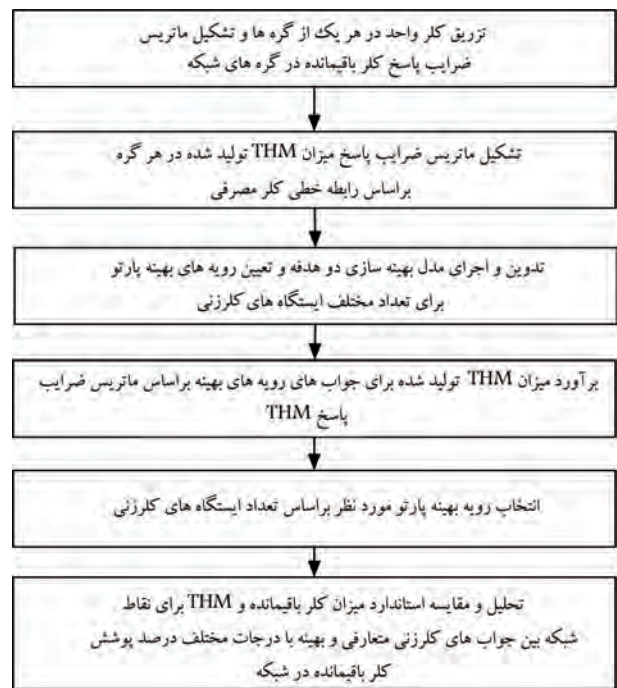 تزریق کلر واحد در هر یک از گره ها و تشکیل ماتریس
ضرایب پاسخ کلر باقیمانده در گره های شبکه
تشکیل ماتریس ضرایب پاسخ میزان THM تولید شده در هر گره
براساس رابطه خطی کلر مصرفی
تدوین و اجرای مدل بهینه سازی دو هدفه و تعیین رویه های بهینه پارتو
برای تعداد مختلف ایستگاه های کلرزنی
برآورد میزان THM تولید شده برای جواب های رویه های بهینه براساس ماتریس ضرایب
پاسخ THM
انتخاب رویه بهینه پارتو مورد نظر براساس تعداد ایستگاه های کلرزنی
تحلیل و مقایسه استاندارد میزان کلر باقیمانده و THM برای نقاط
شبکه بین جواب های کلرزنی متعارفی و بهینه با درجات مختلف درصد پوشش
کلر باقیمانده در شبکه